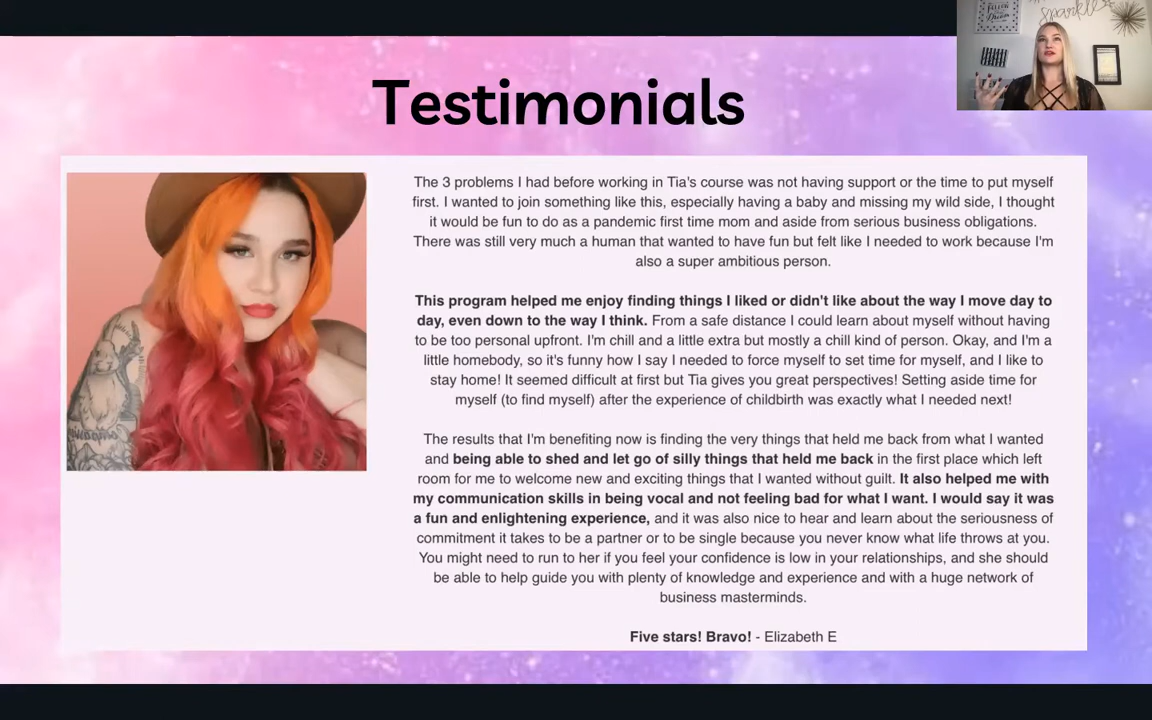 sparkle
Testimonials
The 3 problems I had before working in Tia's course was not having support or the time to put myself
first. I wanted to join something like this, especially having a baby and missing my wild side, I thought
it would be fun to do as a pandemic first time mom and aside from serious business obligations.
There was still very much a human that wanted to have fun but felt like I needed to work because I'm
also a super ambitious person.
This program helped me enjoy finding things I liked or didn't like about the way I move day to
day, even down to the way I think. From a safe distance I could learn about myself without having
to be too personal upfront. I'm chill and a little extra but mostly a chill kind of person. Okay, and I'm a
little homebody, so it's funny how I say I needed to force myself to set time for myself, and I like to
stay home! It seemed difficult at first but Tia gives you great perspectives! Setting aside time for
myself (to find myself) after the experience of childbirth was exactly what I needed next!
The results that I'm benefiting now is finding the very things that held me back from what I wanted
and being able to shed and let go of silly things that held me back in the first place which left
room for me to welcome new and exciting things that I wanted without guilt. It also helped me with
my communication skills in being vocal and not feeling bad for what I want. I would say it was
a fun and enlightening experience, and it was also nice to hear and learn about the seriousness of
commitment it takes to be a partner or to be single because you never know what life throws at you.
You might need to run to her if you feel your confidence is low in your relationships, and she should
be able to help guide you with plenty of knowledge and experience and with a huge network of
business masterminds.
Five stars! Bravo! - Elizabeth E